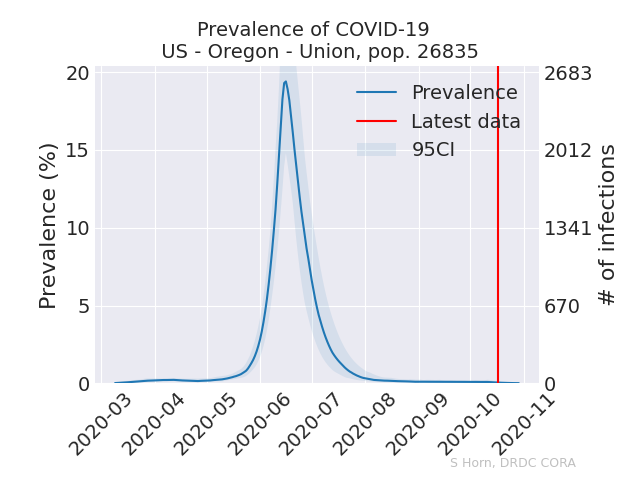 Prevalence of COVID-19
US - Oregon - Union, pop. 26835
Prevalence (%)
20
15
10
5
0
Prevalence
Latest data
95CI
2683
2012
1341
670
0
# of infections
2020-03
2020-04
2020-05
2020-06
2020-07
2020-08
2020-09
2020-10
2020-11
S Horn, DRDC CORA